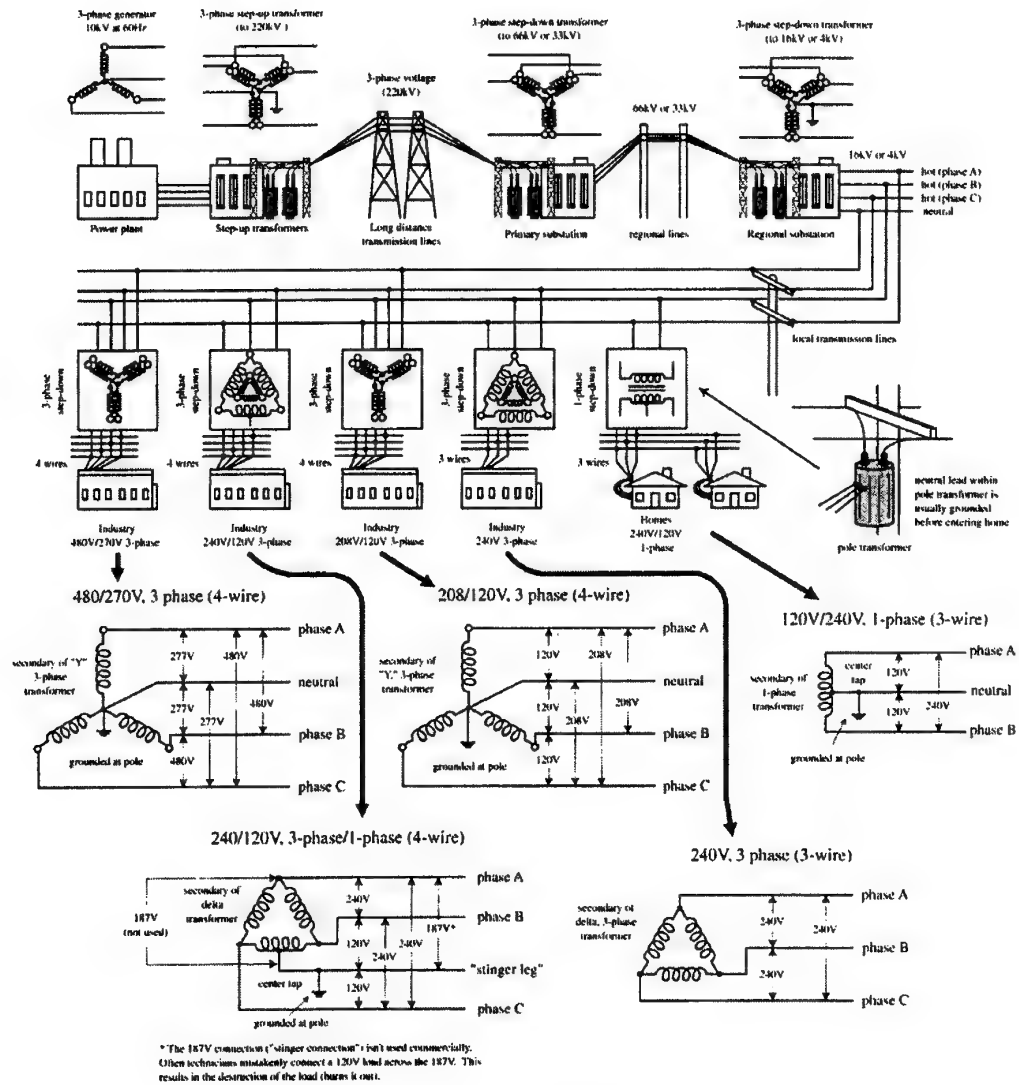 3-phase generator
10kV at 60Hz
3-phase step-up transformer
(to 220kV )
3-phase voltage
(220kV)
3-phase step-down transformer
(to 66kV or 33kV)
66kV or 33kV
3-phase step-down transformer
(to 16kV or 4kV)
16kV or 4kV
hot (phase A)
hot (phase B)
hot (phase C)
neutral
Power plant
Step-up transformers
Long distance
transmission lines
Primary substation
regional lines
Regional substation
local transmission lines
3-phase
step-down
3-phase
step-down
3-phase
step-down
3-phase
step-down
1-phase
step-down
4 wires
4 wires
4 wires
3 wires
3 wires
Industry
480V/270V 3-phase
Industry
240V/120V 3-phase
Industry
208V/120V 3-phase
Industry
240V 3-phase
Homes
240V/120V
1-phase
neutral lead within
pole transformer is
usually grounded
before entering home
pole transformer
480/270V, 3 phase (4-wire)
secondary of "Y"
3-phase
transformer
grounded at pole
277V
277V
480V
277V
480V
480V
phase A
neutral
phase B
phase C
208/120V, 3 phase (4-wire)
secondary of
"Y," 3-phase
transformer
grounded at pole
120V
120V
120V
208V
208V
208V
phase A
neutral
phase B
phase C
120V/240V, 1-phase (3-wire)
secondary of
1-phase
transformer
center
tap
grounded at pole
120V
120V
240V
phase A
neutral
phase B
240/120V, 3-phase/1-phase (4-wire)
secondary of
delta
transformer
187V
(not used)
center tap
grounded at pole
240V
120V
120V
240V
240V
187V*
phase A
phase B
"stinger leg"
phase C
* The 187V connection ("stinger connection") isn't used commercially.
Often technicians mistakenly connect a 120V load across the 187V. This
results in the destruction of the load (burns it out).
240V, 3 phase (3-wire)
secondary of
delta, 3-phase
transformer
240V
240V
240V
phase A
phase B
phase C